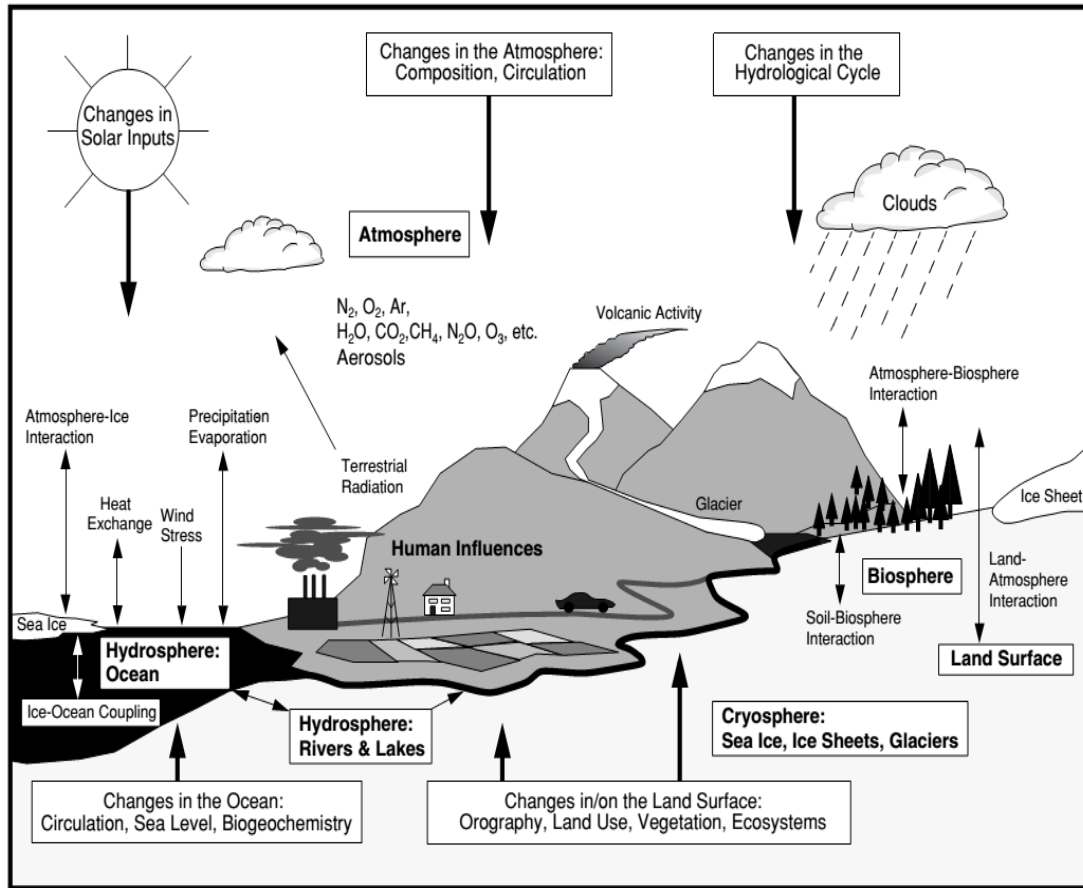 Changes in the Atmosphere:
Composition, Circulation
Changes in the
Hydrological Cycle
Changes in
Solar Inputs
Clouds
Atmosphere
N₂, O₂, Ar,
H₂O, CO₂,CH₄, N₂O, O₃, etc.
Aerosols
Volcanic Activity
Atmosphere-Biosphere
Interaction
Atmosphere-Ice
Interaction
Precipitation
Evaporation
Terrestrial
Radiation
Heat
Exchange
Wind
Stress
Glacier
Ice Sheet
Human Influences
Biosphere
Land-
Atmosphere
Interaction
Soil-Biosphere
Interaction
Sea Ice
Hydrosphere:
Ocean
Land Surface
Ice-Ocean Coupling
Hydrosphere:
Rivers & Lakes
Cryosphere:
Sea Ice, Ice Sheets, Glaciers
Changes in the Ocean:
Circulation, Sea Level, Biogeochemistry
Changes in/on the Land Surface:
Orography, Land Use, Vegetation, Ecosystems